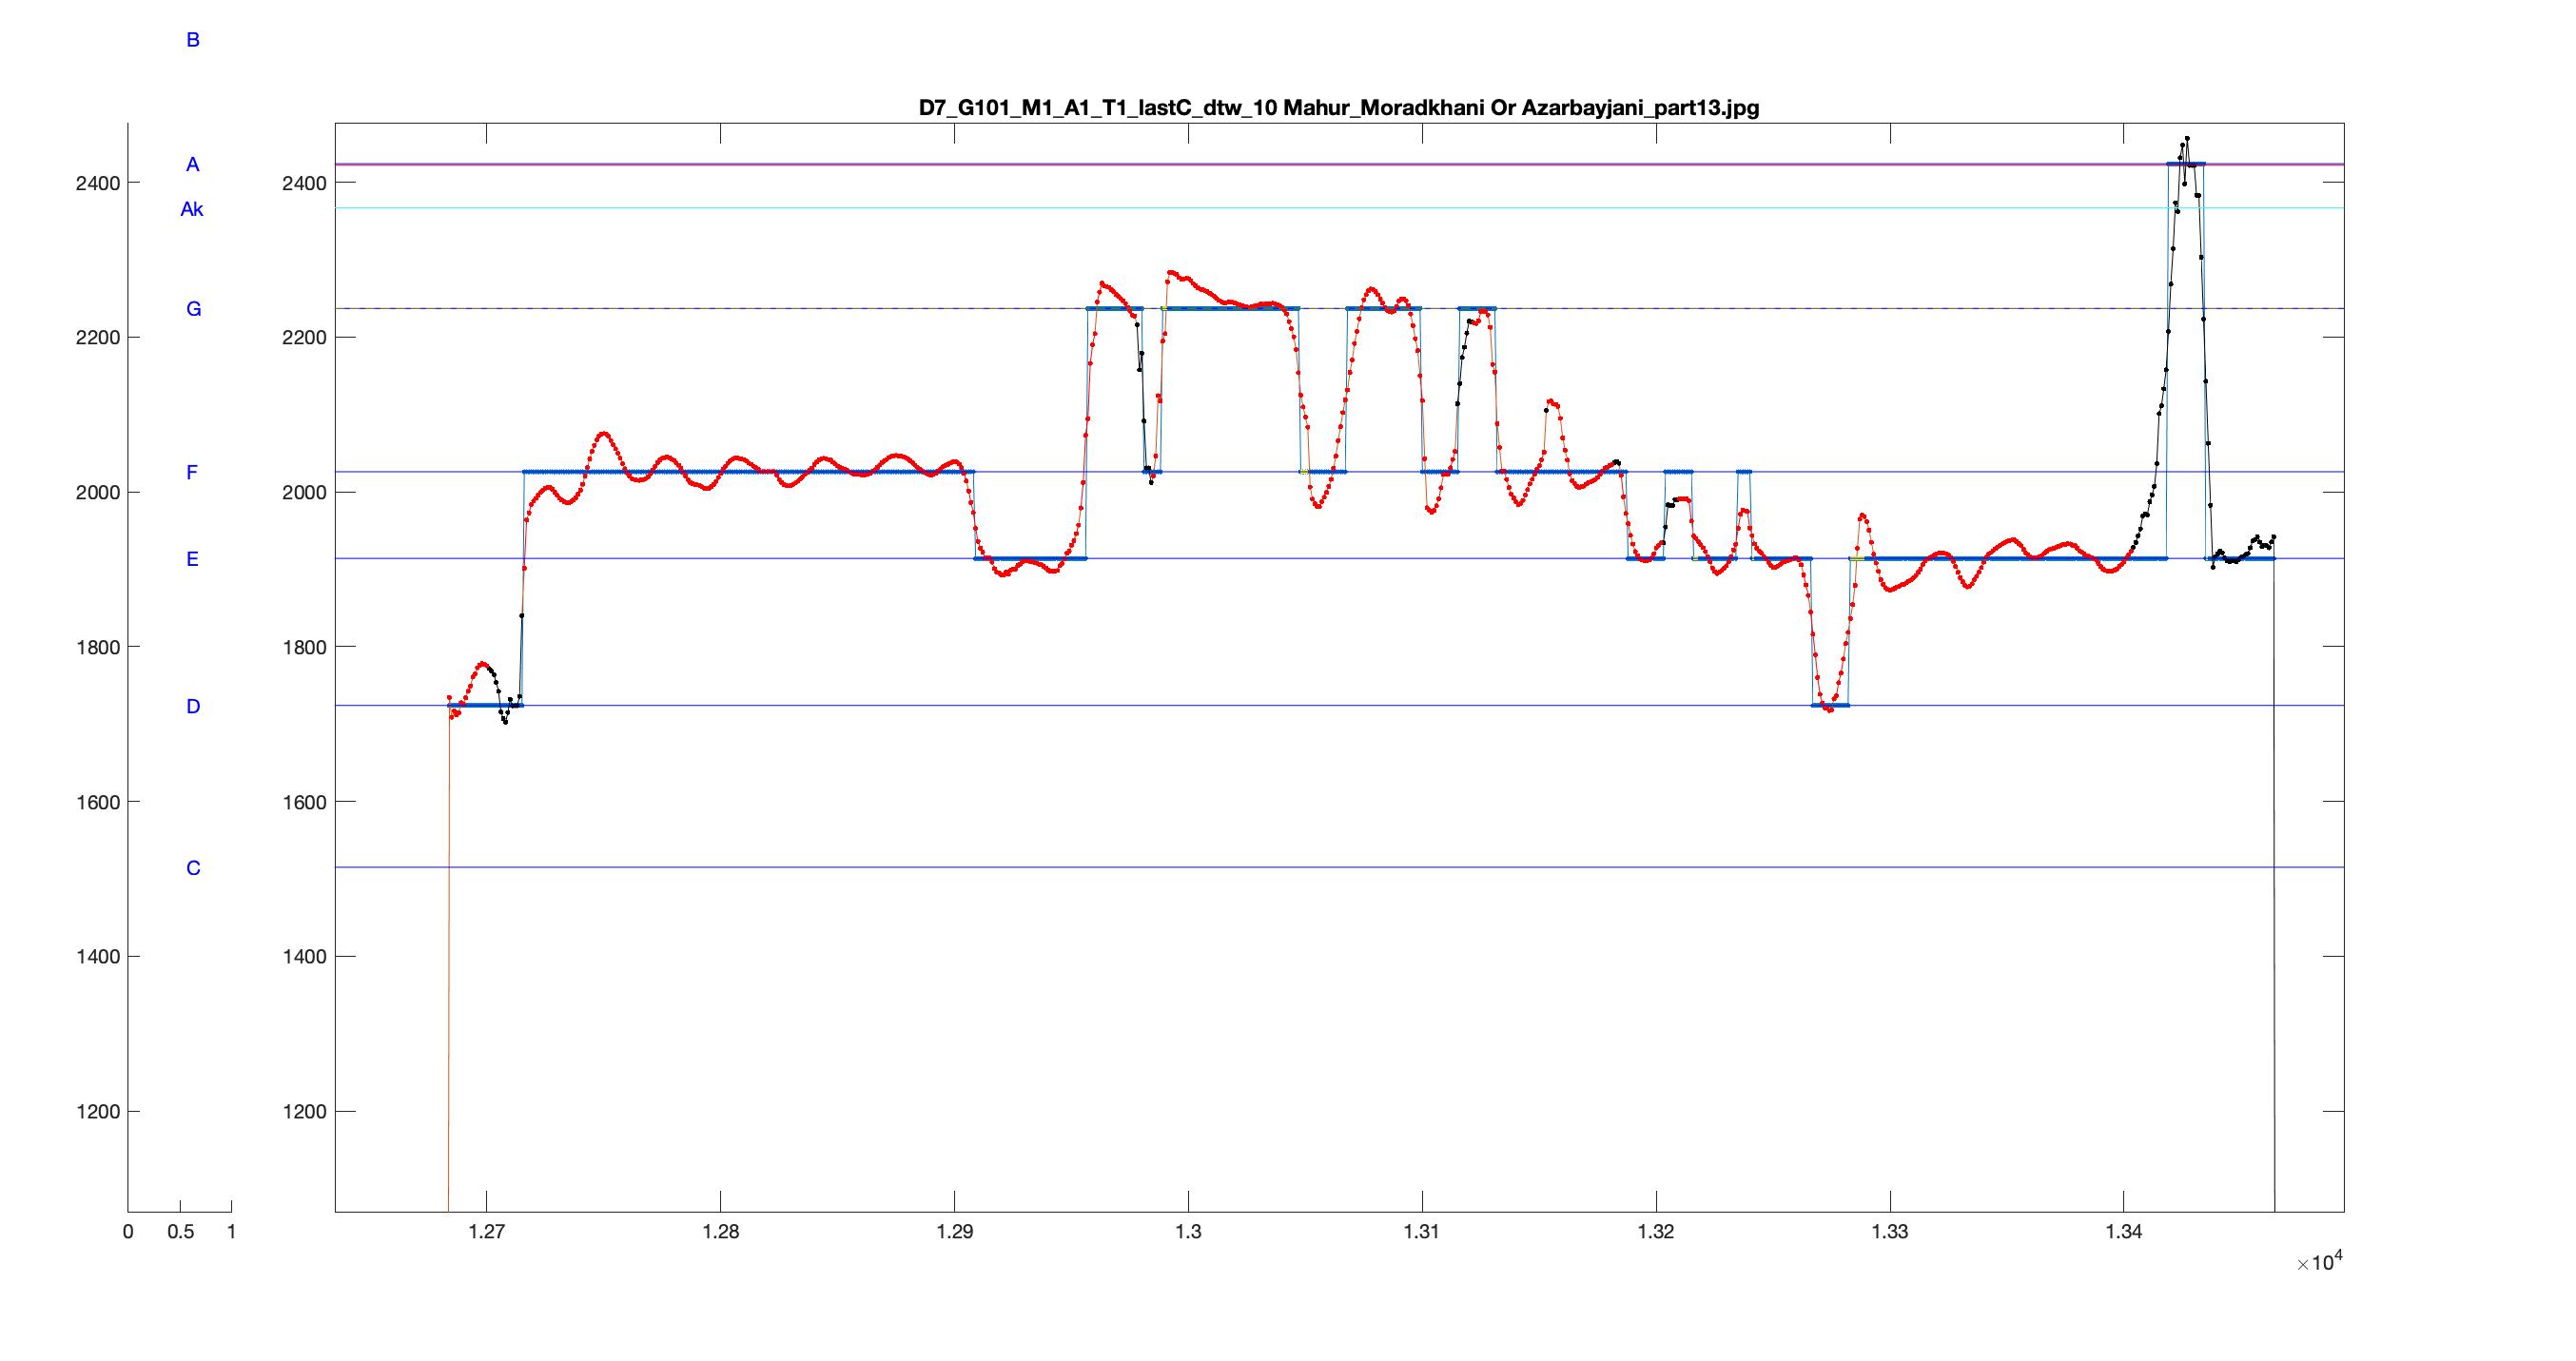 B
D7_G101_M1_A1_T1_lastC_dtw_10 Mahur_Moradkhani Or Azarbayjani_part13.jpg
A
2400 2400
Ak
G
2200 2200
F
2000 2000
E
1800 1800
D
1600 1600
C
1400 1400
1200 1200
0 0.5 1 1.27 1.28 1.29 1.3 1.31 1.32 1.33 1.34
×10⁴